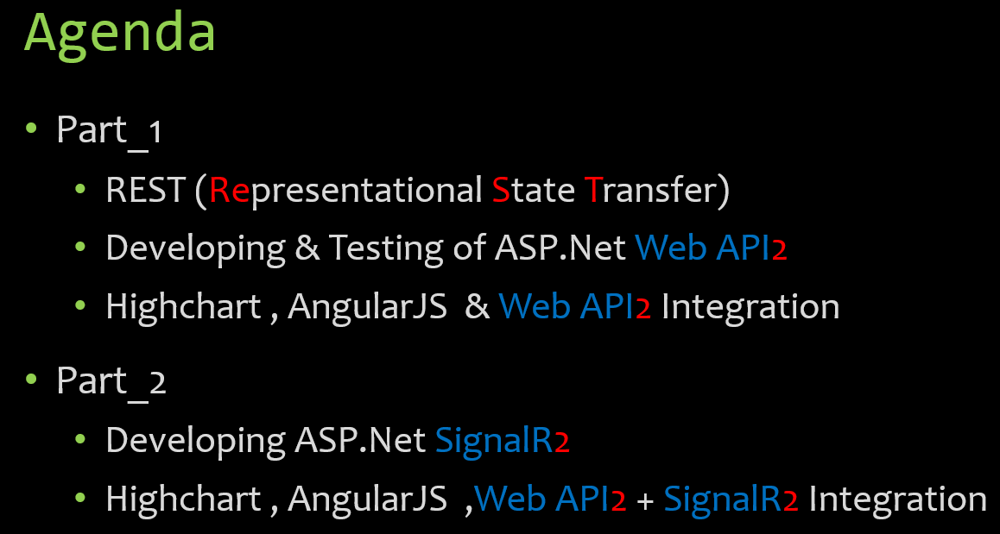 Agenda
• Part_1
• REST (Representational State Transfer)
• Developing & Testing of ASP.Net Web API2
• Highchart , AngularJS & Web API2 Integration
• Part_2
• Developing ASP.Net SignalR2
• Highchart , AngularJS ,Web API2 + SignalR2 Integration